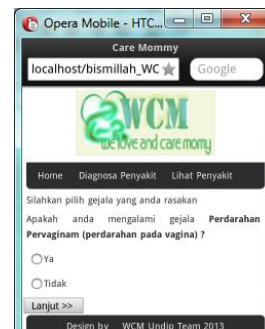 Opera Mobile - HTC...
Care Mommy
localhost/bismillah_WC
Google
WCM
we love and care momy
Home Diagnosa Penyakit Lihat Penyakit
Silahkan pilih gejala yang anda rasakan
Apakah anda mengalami gejala Perdarahan
Pervaginam (perdarahan pada vagina) ?
Ya
Tidak
Lanjut >>
Design by WCM Undip Team 2013